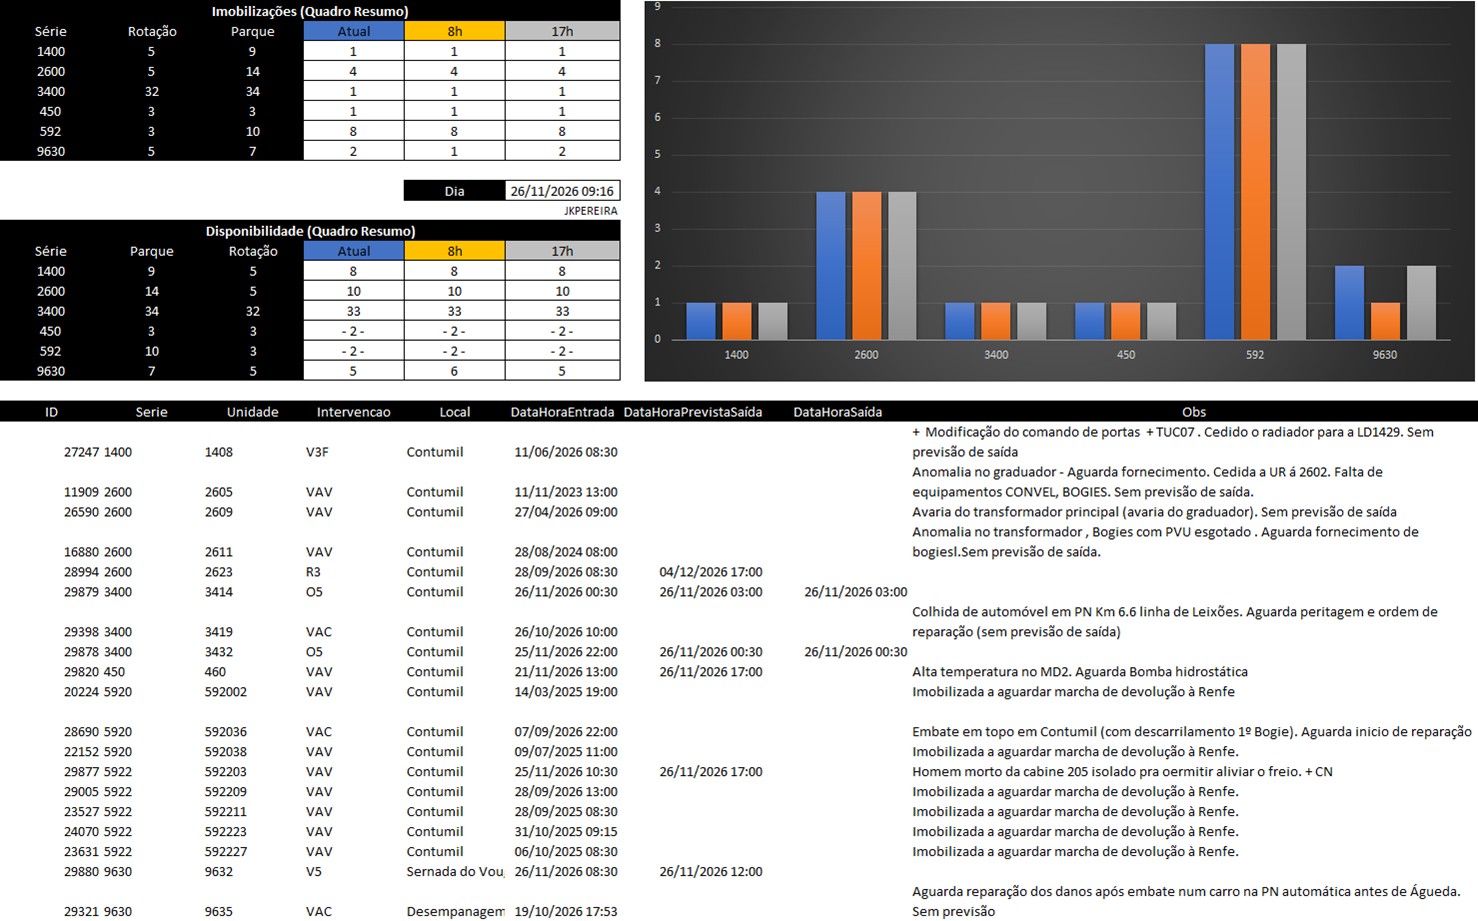 Imobilizações (Quadro Resumo)
Série Rotação Parque Atual 8h 17h
1400 5 9 1 1 1
2600 5 14 4 4 4
3400 32 34 1 1 1
450 3 3 1 1 1
592 3 10 8 8 8
9630 5 7 2 1 2
Dia 26/11/2026 09:16
JKPEREIRA
Disponibilidade (Quadro Resumo)
Série Parque Rotação Atual 8h 17h
1400 9 5 8 8 8
2600 14 5 10 10 10
3400 34 32 33 33 33
450 3 3 - 2 - - 2 - - 2 -
592 10 3 - 2 - - 2 - - 2 -
9630 7 5 5 6 5
9
8
7
6
5
4
3
2
1
0
1400 2600 3400 450 592 9630
ID Serie Unidade Intervencao Local DataHoraEntrada DataHoraPrevistaSaída DataHoraSaída Obs
+ Modificação do comando de portas + TUC07 . Cedido o radiador para a LD1429. Sem
27247 1400 1408 V3F Contumil 11/06/2026 08:30 previsão de saída
Anomalia no graduador - Aguarda fornecimento. Cedida a UR á 2602. Falta de
11909 2600 2605 VAV Contumil 11/11/2023 13:00 equipamentos CONVEL, BOGIES. Sem previsão de saída.
26590 2600 2609 VAV Contumil 27/04/2026 09:00 Avaria do transformador principal (avaria do graduador). Sem previsão de saída
Anomalia no transformador , Bogies com PVU esgotado . Aguarda fornecimento de
16880 2600 2611 VAV Contumil 28/08/2024 08:00 bogiesl.Sem previsão de saída.
28994 2600 2623 R3 Contumil 28/09/2026 08:30 04/12/2026 17:00
29879 3400 3414 O5 Contumil 26/11/2026 00:30 26/11/2026 03:00 26/11/2026 03:00
Colhida de automóvel em PN Km 6.6 linha de Leixões. Aguarda peritagem e ordem de
29398 3400 3419 VAC Contumil 26/10/2026 10:00 reparação (sem previsão de saída)
29878 3400 3432 O5 Contumil 25/11/2026 22:00 26/11/2026 00:30 26/11/2026 00:30
29820 450 460 VAV Contumil 21/11/2026 13:00 26/11/2026 17:00 Alta temperatura no MD2. Aguarda Bomba hidrostática
20224 5920 592002 VAV Contumil 14/03/2025 19:00 Imobilizada a aguardar marcha de devolução à Renfe
28690 5920 592036 VAC Contumil 07/09/2026 22:00 Embate em topo em Contumil (com descarrilamento 1º Bogie). Aguarda inicio de reparação
22152 5920 592038 VAV Contumil 09/07/2025 11:00 Imobilizada a aguardar marcha de devolução à Renfe.
29877 5922 592203 VAV Contumil 25/11/2026 10:30 26/11/2026 17:00 Homem morto da cabine 205 isolado pra oermitir aliviar o freio. + CN
29005 5922 592209 VAV Contumil 28/09/2026 13:00 Imobilizada a aguardar marcha de devolução à Renfe.
23527 5922 592211 VAV Contumil 28/09/2025 08:30 Imobilizada a aguardar marcha de devolução à Renfe.
24070 5922 592223 VAV Contumil 31/10/2025 09:15 Imobilizada a aguardar marcha de devolução à Renfe.
23631 5922 592227 VAV Contumil 06/10/2025 08:30 Imobilizada a aguardar marcha de devolução à Renfe.
29880 9630 9632 V5 Sernada do Vou 26/11/2026 08:30 26/11/2026 12:00
Aguarda reparação dos danos após embate num carro na PN automática antes de Águeda.
29321 9630 9635 VAC Desempanagem 19/10/2026 17:53 Sem previsão